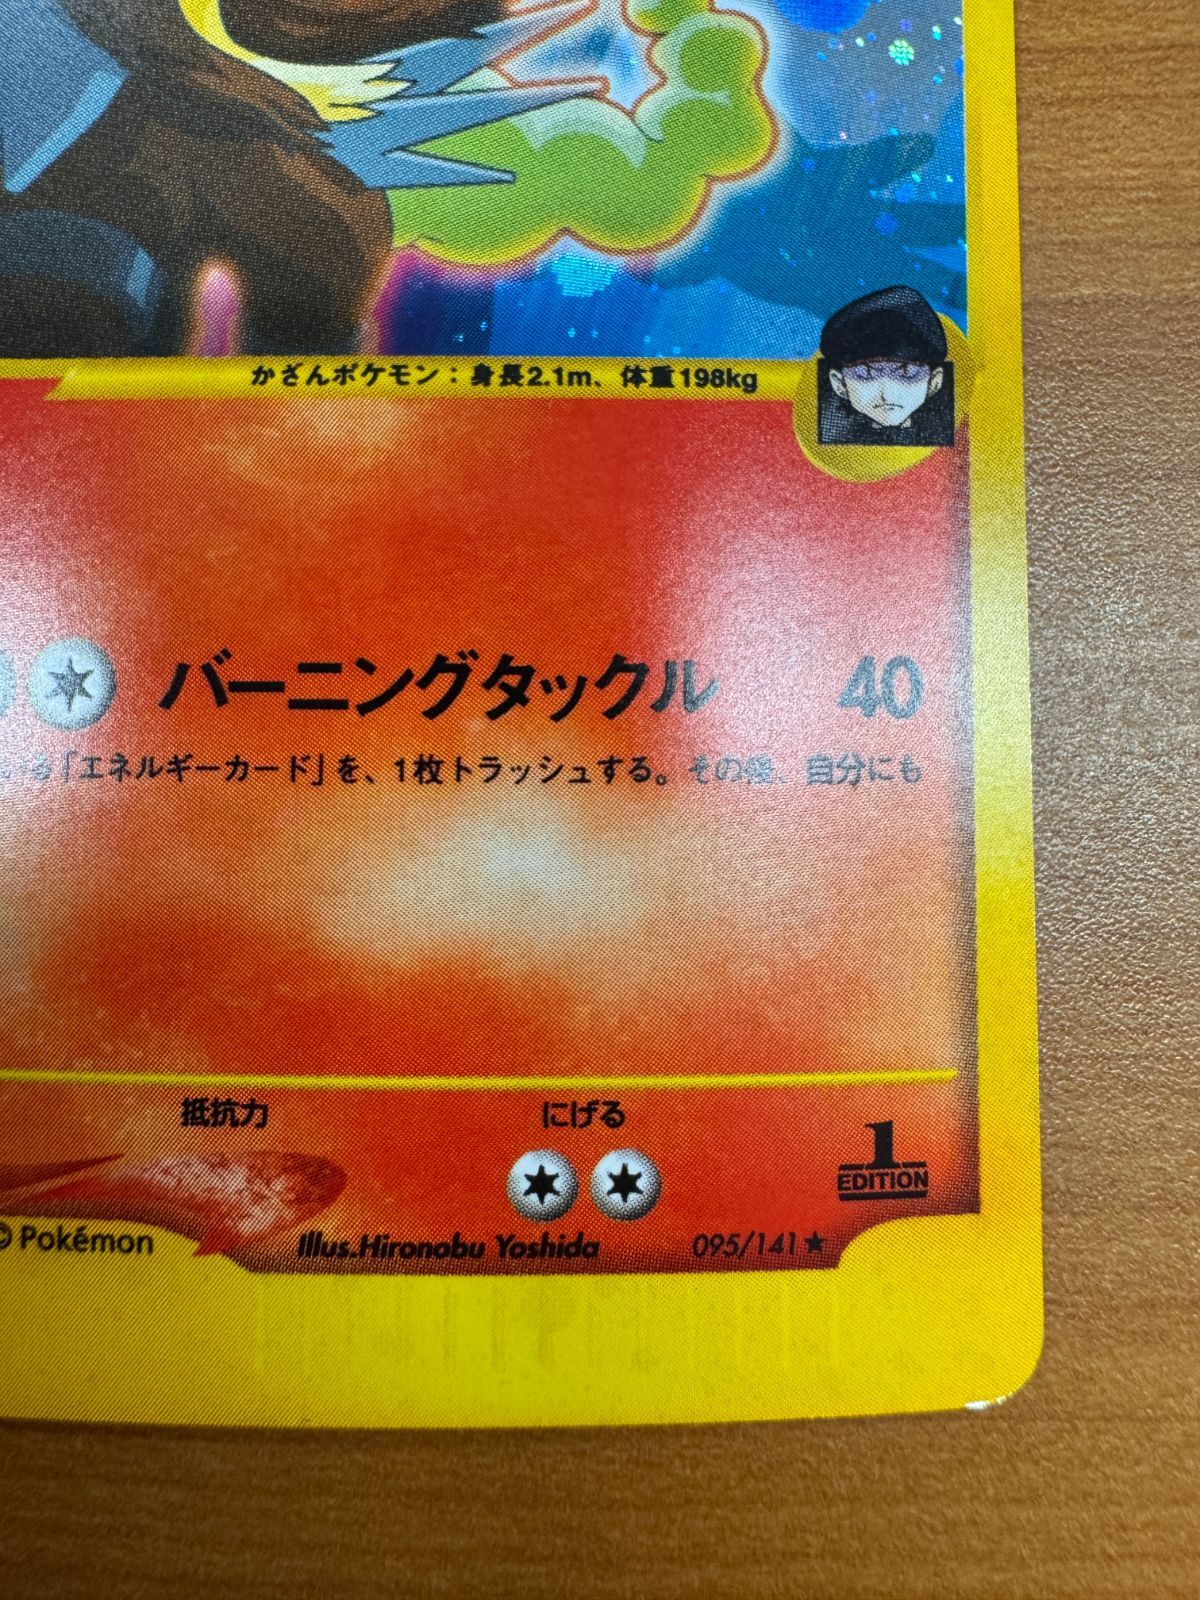 かざんポケモン：身長2.1m、体重198kg
バーニングタックル 40
いる「エネルギーカード」を、1枚トラッシュする。その後、自分にも
抵抗力 にげる
1
EDITION
© Pokémon Illus.Hironobu Yoshida 095/141★